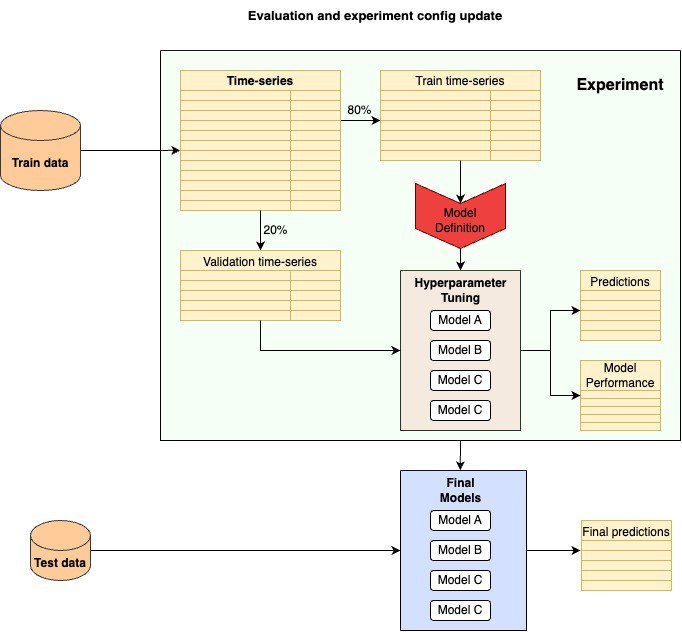 Evaluation and experiment config update
Experiment
Time-series
Train time-series
80%
Train data
Model
Definition
20%
Validation time-series
Hyperparameter
Tuning
Model A
Model B
Model C
Model C
Predictions
Model
Performance
Final
Models
Model A
Model B
Model C
Model C
Test data
Final predictions